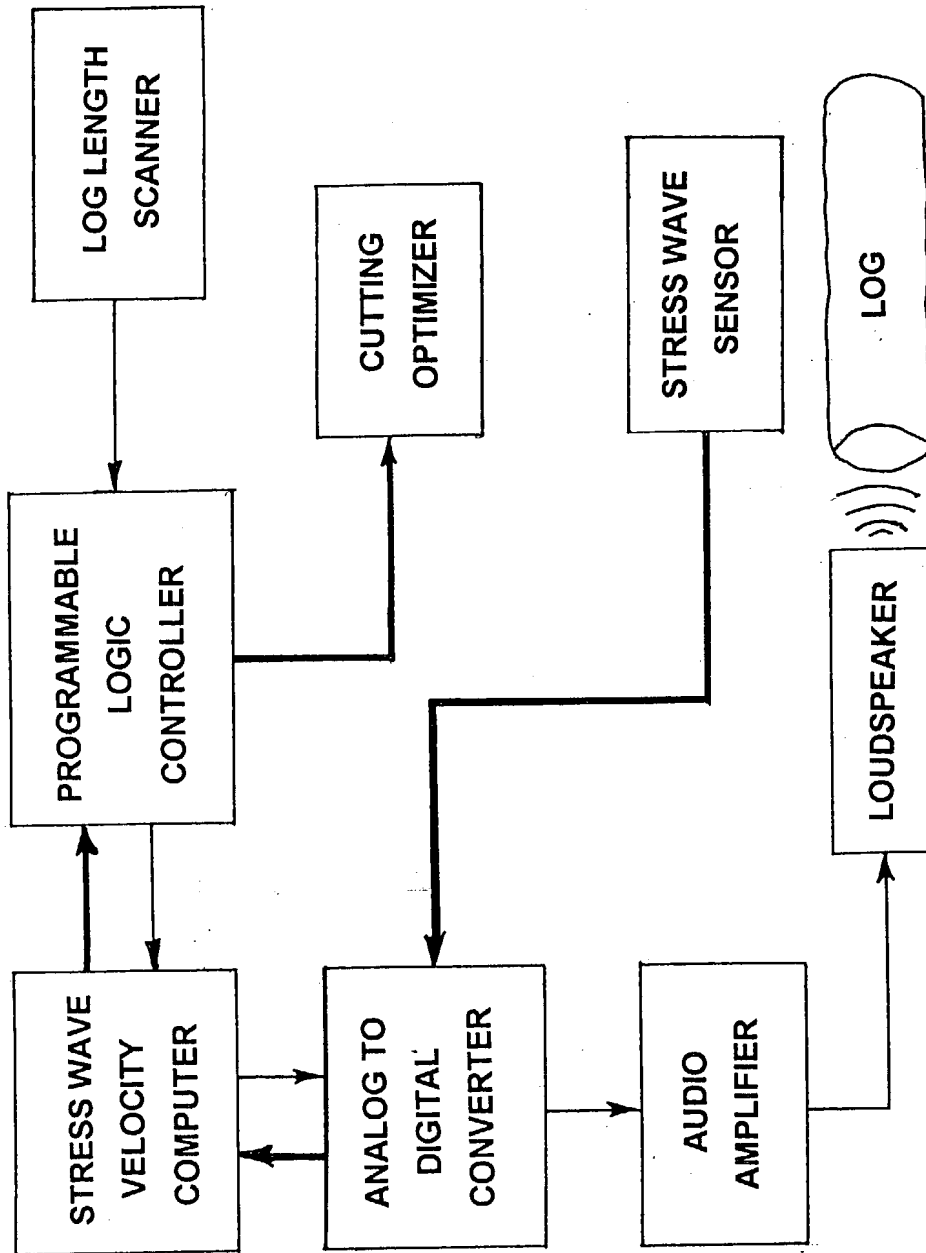 STRESS WAVE
VELOCITY
COMPUTER
PROGRAMMABLE
LOGIC
CONTROLLER
LOG LENGTH
SCANNER
ANALOG TO
DIGITAL
CONVERTER
CUTTING
OPTIMIZER
AUDIO
AMPLIFIER
STRESS WAVE
SENSOR
LOUDSPEAKER
LOG